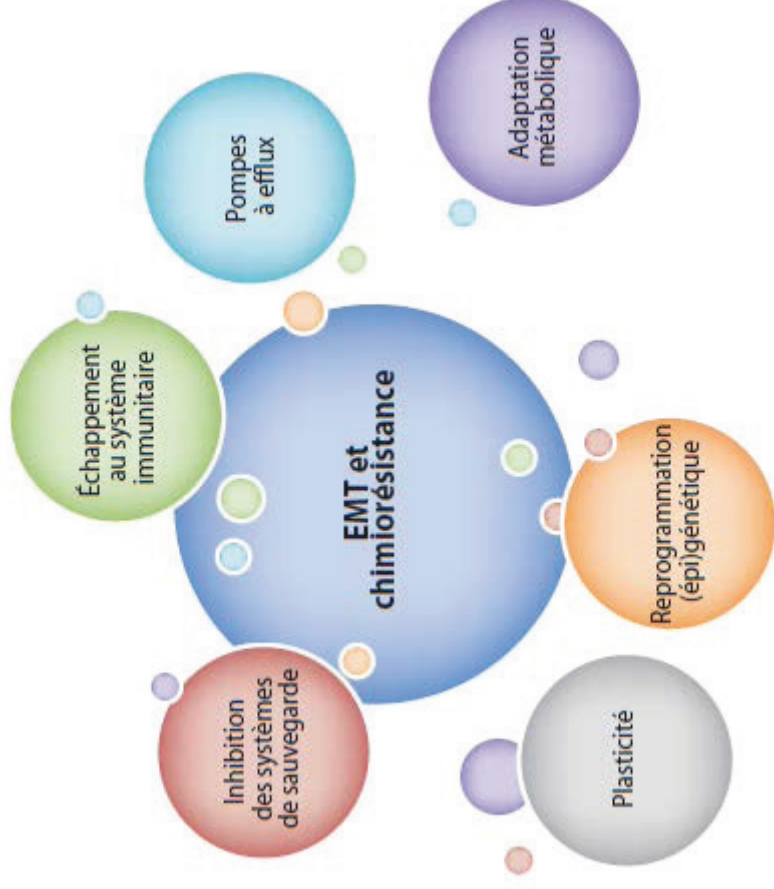 Inhibition
des systèmes
de sauvegarde
Échappement
au système
immunitaire
Pompes
à efflux
EMT et
chimiorésistance
Plasticité
Reprogrammation
(épi)génétique
Adaptation
métabolique